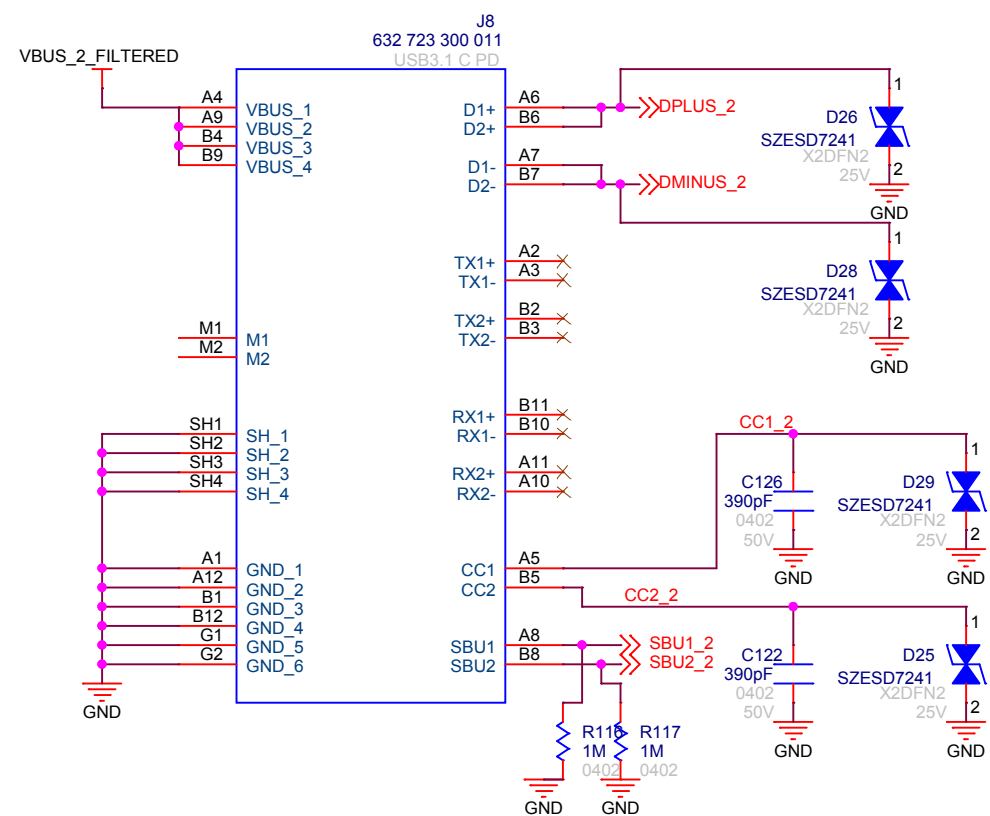 J8
632 723 300 011
USB3.1 C PD
VBUS_2_FILTERED
A4
VBUS_1
A9
VBUS_2
B4
VBUS_3
B9
VBUS_4
M1
M1
M2
M2
SH1
SH_1
SH2
SH_2
SH3
SH_3
SH4
SH_4
A1
GND_1
A12
GND_2
B1
GND_3
B12
GND_4
G1
GND_5
G2
GND_6
GND
D1+
A6
D2+
B6
DPLUS_2
D1-
A7
D2-
B7
DMINUS_2
TX1+
A2
TX1-
A3
TX2+
B2
TX2-
B3
RX1+
B11
RX1-
B10
RX2+
A11
RX2-
A10
CC1
A5
CC2
B5
SBU1
A8
SBU2
B8
SBU1_2
SBU2_2
1
D26
SZESD7241
X2DFN2
25V
2
GND
1
D28
SZESD7241
X2DFN2
25V
2
GND
CC1_2
C126
390pF
0402
50V
GND
1
D29
SZESD7241
X2DFN2
25V
2
GND
CC2_2
C122
390pF
0402
50V
GND
1
D25
SZESD7241
X2DFN2
25V
2
GND
1M
0402
GND
R117
1M
0402
GND